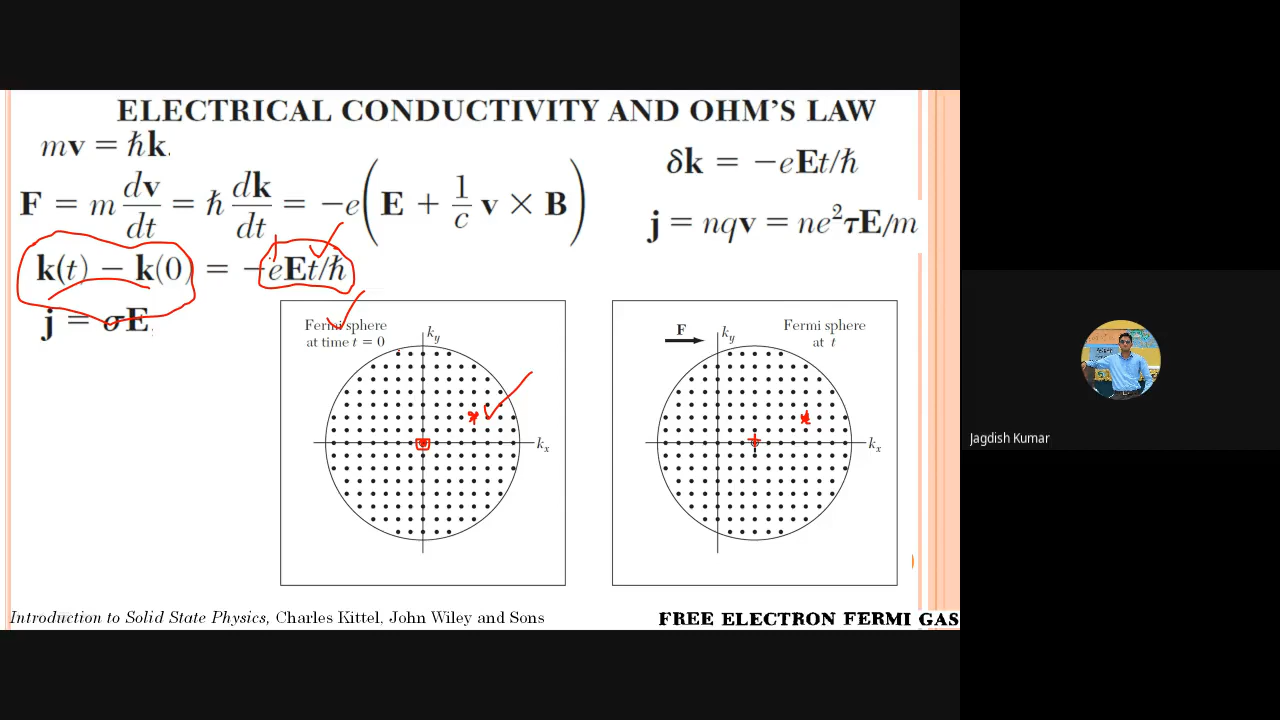 ELECTRICAL CONDUCTIVITY AND OHM'S LAW
mv = ℏk.
F = m dv/dt = ℏ dk/dt = −e(E + 1/c v × B)
k(t) − k(0) = −eEt/ℏ
j = σE
δk = −eEt/ℏ
j = nqv = ne²τE/m
Fermi sphere
at time t = 0
k_y
k_x
F
k_y
Fermi sphere
at t
k_x
Introduction to Solid State Physics, Charles Kittel, John Wiley and Sons
FREE ELECTRON FERMI GAS
Jagdish Kumar